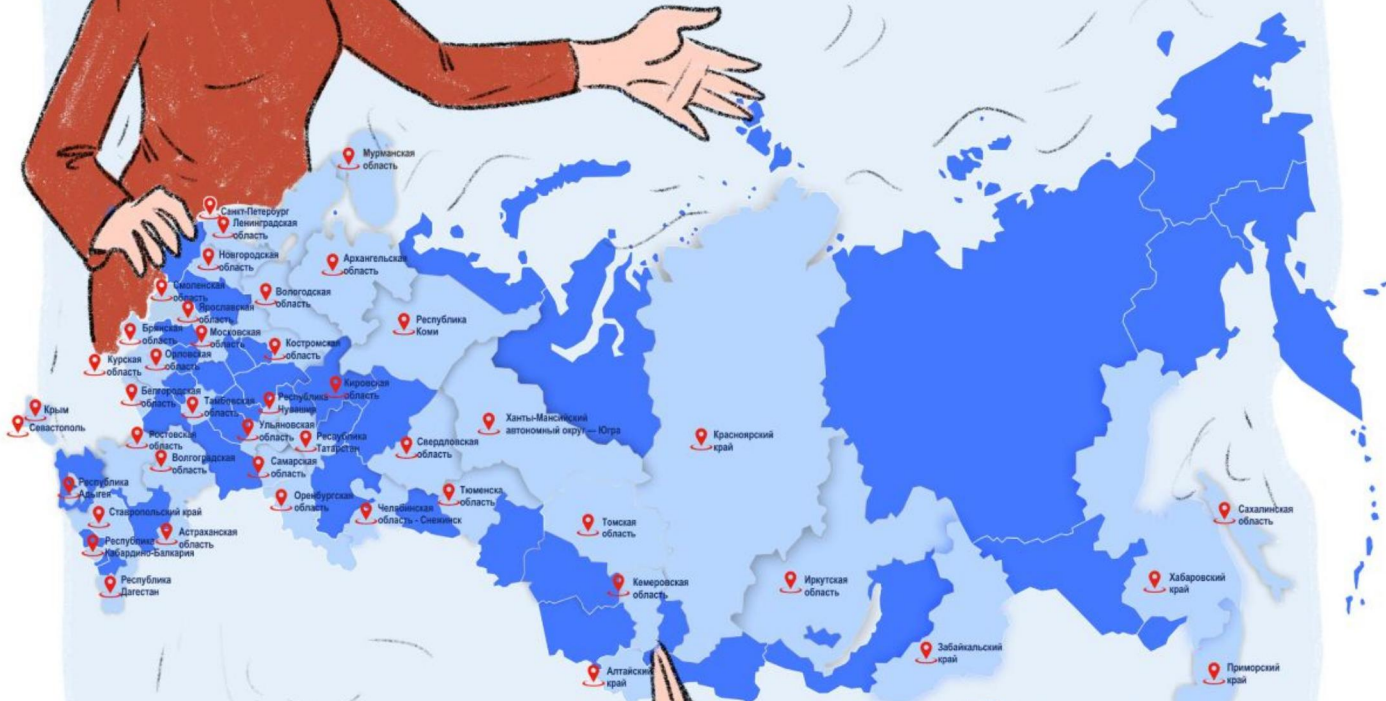 Мурманская
область
Санкт-Петербург
Ленинградская
область
Новгородская
область
Архангельская
область
Смоленская
область
Вологодская
область
Ярославская
область
Республика
Коми
Брянская
область
Московская
область
Костромская
область
Курская
область
Орловская
область
Кировская
область
Белгородская
область
Тамбовская
область
Республика
Чувашия
Крым
Севастополь
Ханты-Мансийский
автономный округ — Югра
Ульяновская
область
Ростовская
область
Республика
Татарстан
Свердловская
область
Красноярский
край
Волгоградская
область
Самарская
область
Республика
Адыгея
Оренбургская
область
Тюменска
область
Ставропольский край
Челябинская
область - Снежинск
Сахалинская
область
Томская
область
Астраханская
область
Республика
Кабардино-Балкария
Республика
Дагестан
Кемеровская
область
Иркутская
область
Хабаровский
край
Забайкальский
край
Алтайский
край
Приморский
край